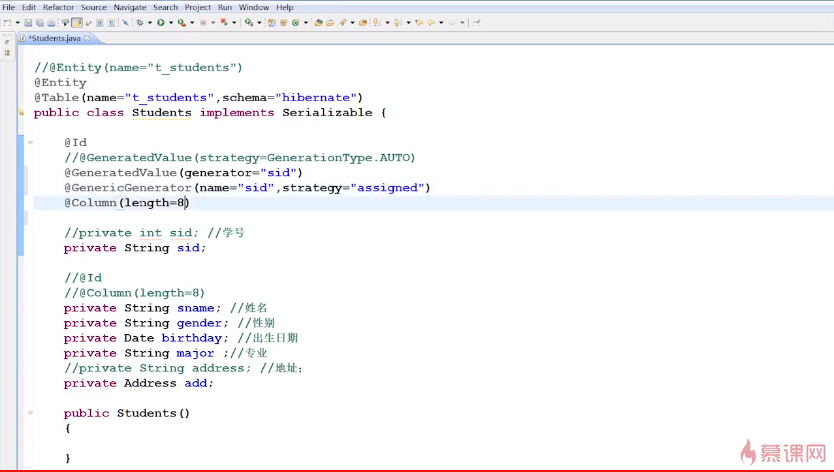 File Edit Refactor Source Navigate Search Project Run Window Help
*Students.java
//@Entity(name="t_students")
@Entity
@Table(name="t_students",schema="hibernate")
public class Students implements Serializable {
@Id
//@GeneratedValue(strategy=GenerationType.AUTO)
@GeneratedValue(generator="sid")
@GenericGenerator(name="sid",strategy="assigned")
@Column(length=8)
//private int sid; //学号
private String sid;
//@Id
//@Column(length=8)
private String sname; //姓名
private String gender; //性别
private Date birthday; //出生日期
private String major ;//专业
//private String address; //地址;
private Address add;
public Students()
{
}
慕课网